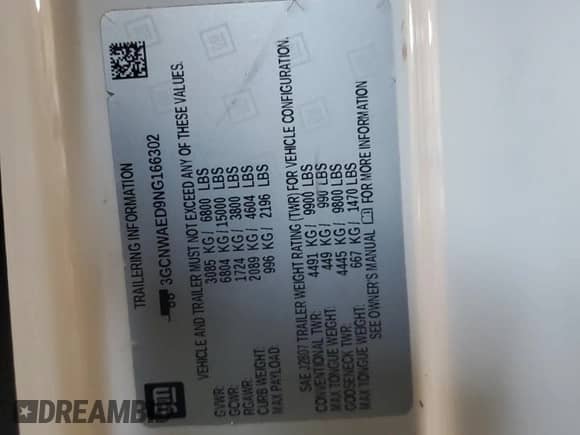 TRAILERING INFORMATION
3GCNWAED9NG166302
VEHICLE AND TRAILER MUST NOT EXCEED ANY OF THESE VALUES.
GVWR: 3085 KG/ 6800 LBS
GCWR: 6804 KG/ 15000 LBS
RGAWR: 1724 KG/ 3800 LBS
CURB WEIGHT: 2089 KG/ 4604 LBS
MAX PAYLOAD: 996 KG/ 2196 LBS
SAE J2807 TRAILER WEIGHT RATING (TWR) FOR VEHICLE CONFIGURATION.
CONVENTIONAL TWR: 4491 KG/ 9900 LBS
MAX TONGUE WEIGHT: 449 KG/ 990 LBS
GOOSENECK TWR: 4445 KG/ 9800 LBS
MAX TONGUE WEIGHT: 667 KG/ 1470 LBS
SEE OWNER'S MANUAL FOR MORE INFORMATION
gm
DREAMBID